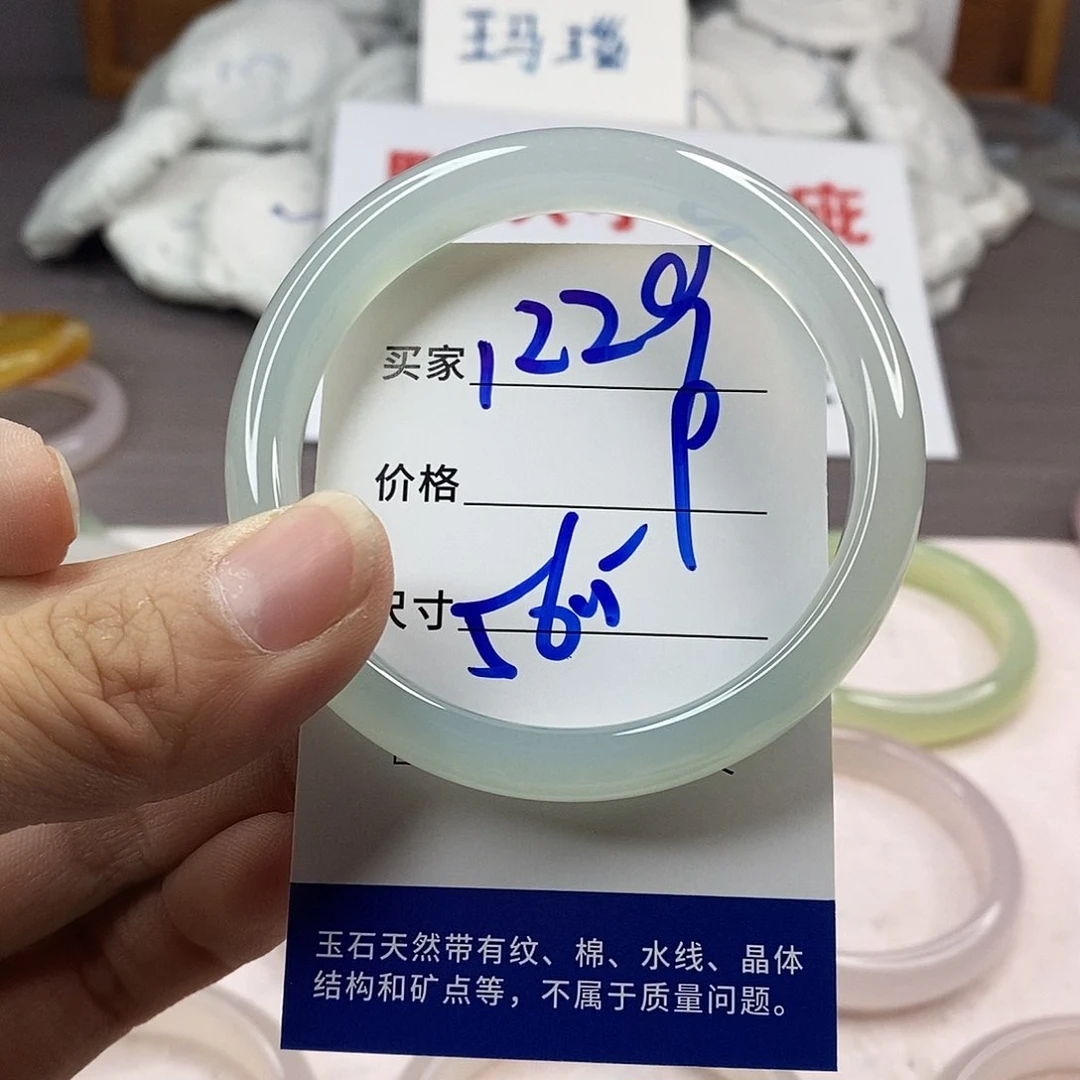 玛瑙
疵
买家 1229
价格
尺寸 56
玉石天然带有纹、棉、水线、晶体
结构和矿点等，不属于质量问题。